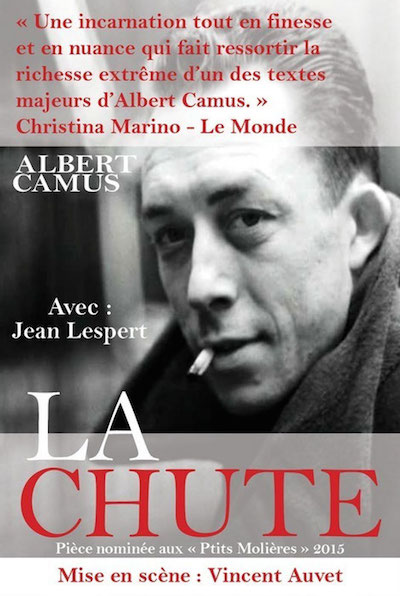 « Une incarnation tout en finesse
et en nuance qui fait ressortir la
richesse extrême d’un des textes
majeurs d’Albert Camus. »
Christina Marino - Le Monde
ALBERT
CAMUS
Avec :
Jean Lespert
LA
CHUTE
Pièce nominée aux « Ptits Molières » 2015
Mise en scène : Vincent Auvet